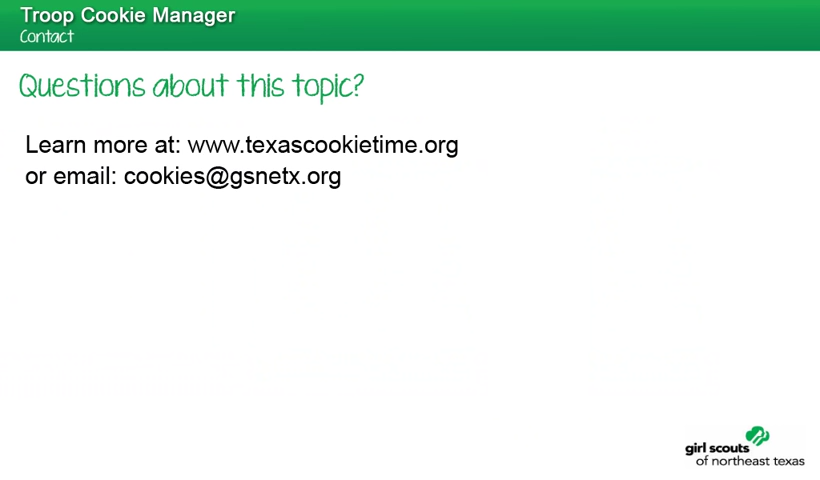 Troop Cookie Manager
Contact
Questions about this topic?
Learn more at: www.texascookietime.org
or email: cookies@gsnetx.org
girl scouts
of northeast texas